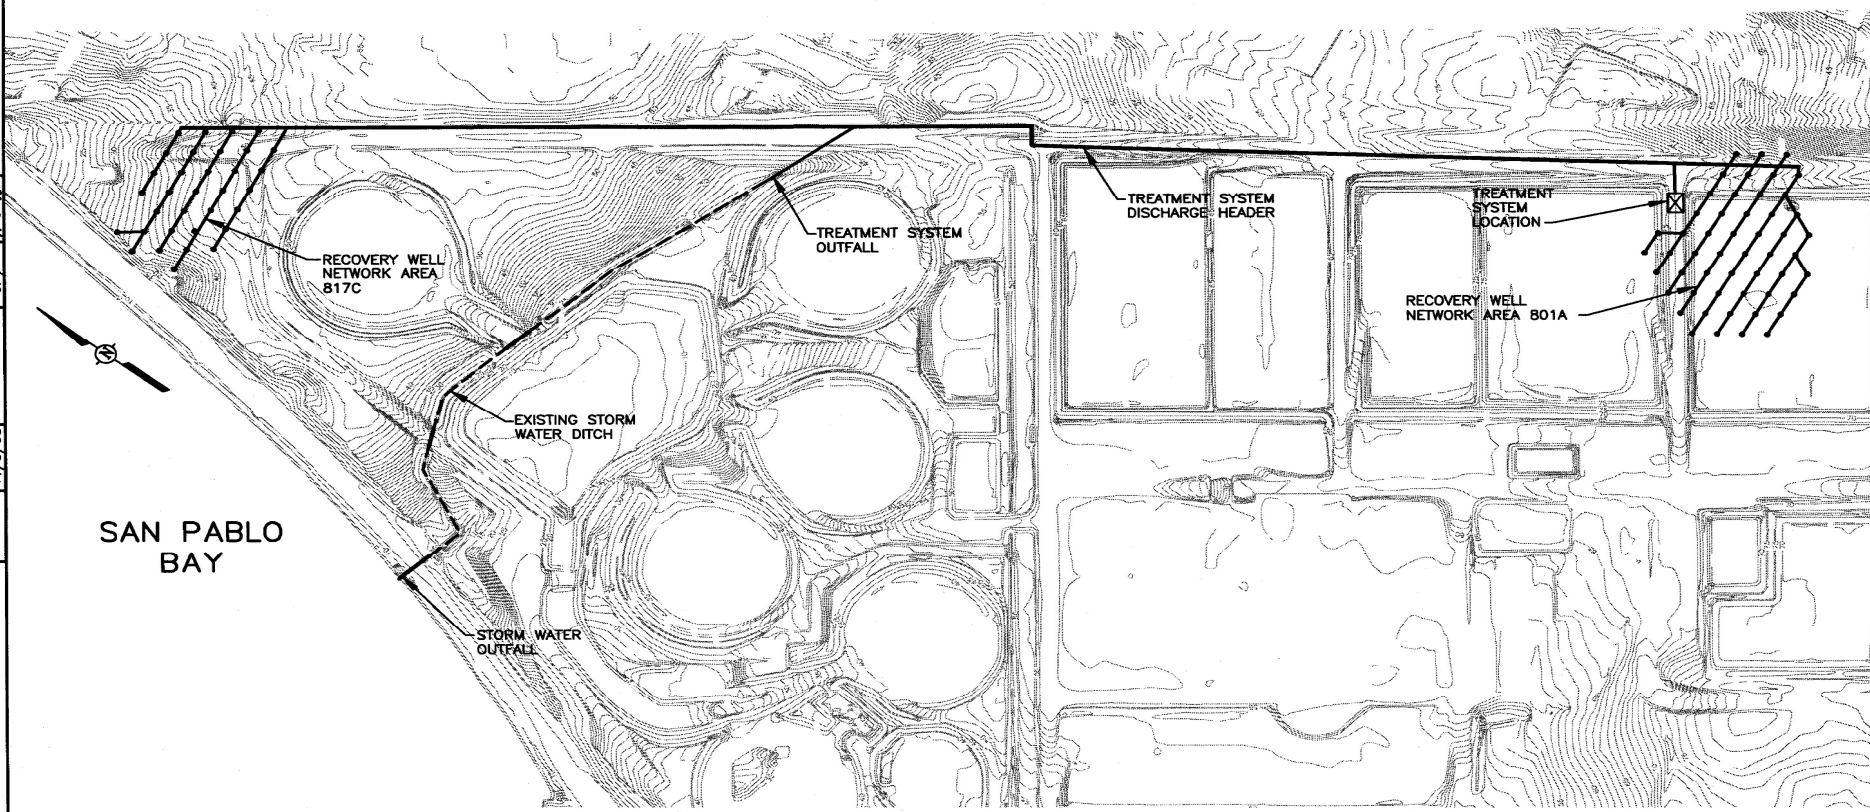 TREATMENT SYSTEM
DISCHARGE HEADER
TREATMENT
SYSTEM
LOCATION
TREATMENT SYSTEM
OUTFALL
RECOVERY WELL
NETWORK AREA
817C
RECOVERY WELL
NETWORK AREA 801A
N
EXISTING STORM
WATER DITCH
SAN PABLO
BAY
STORM WATER
OUTFALL